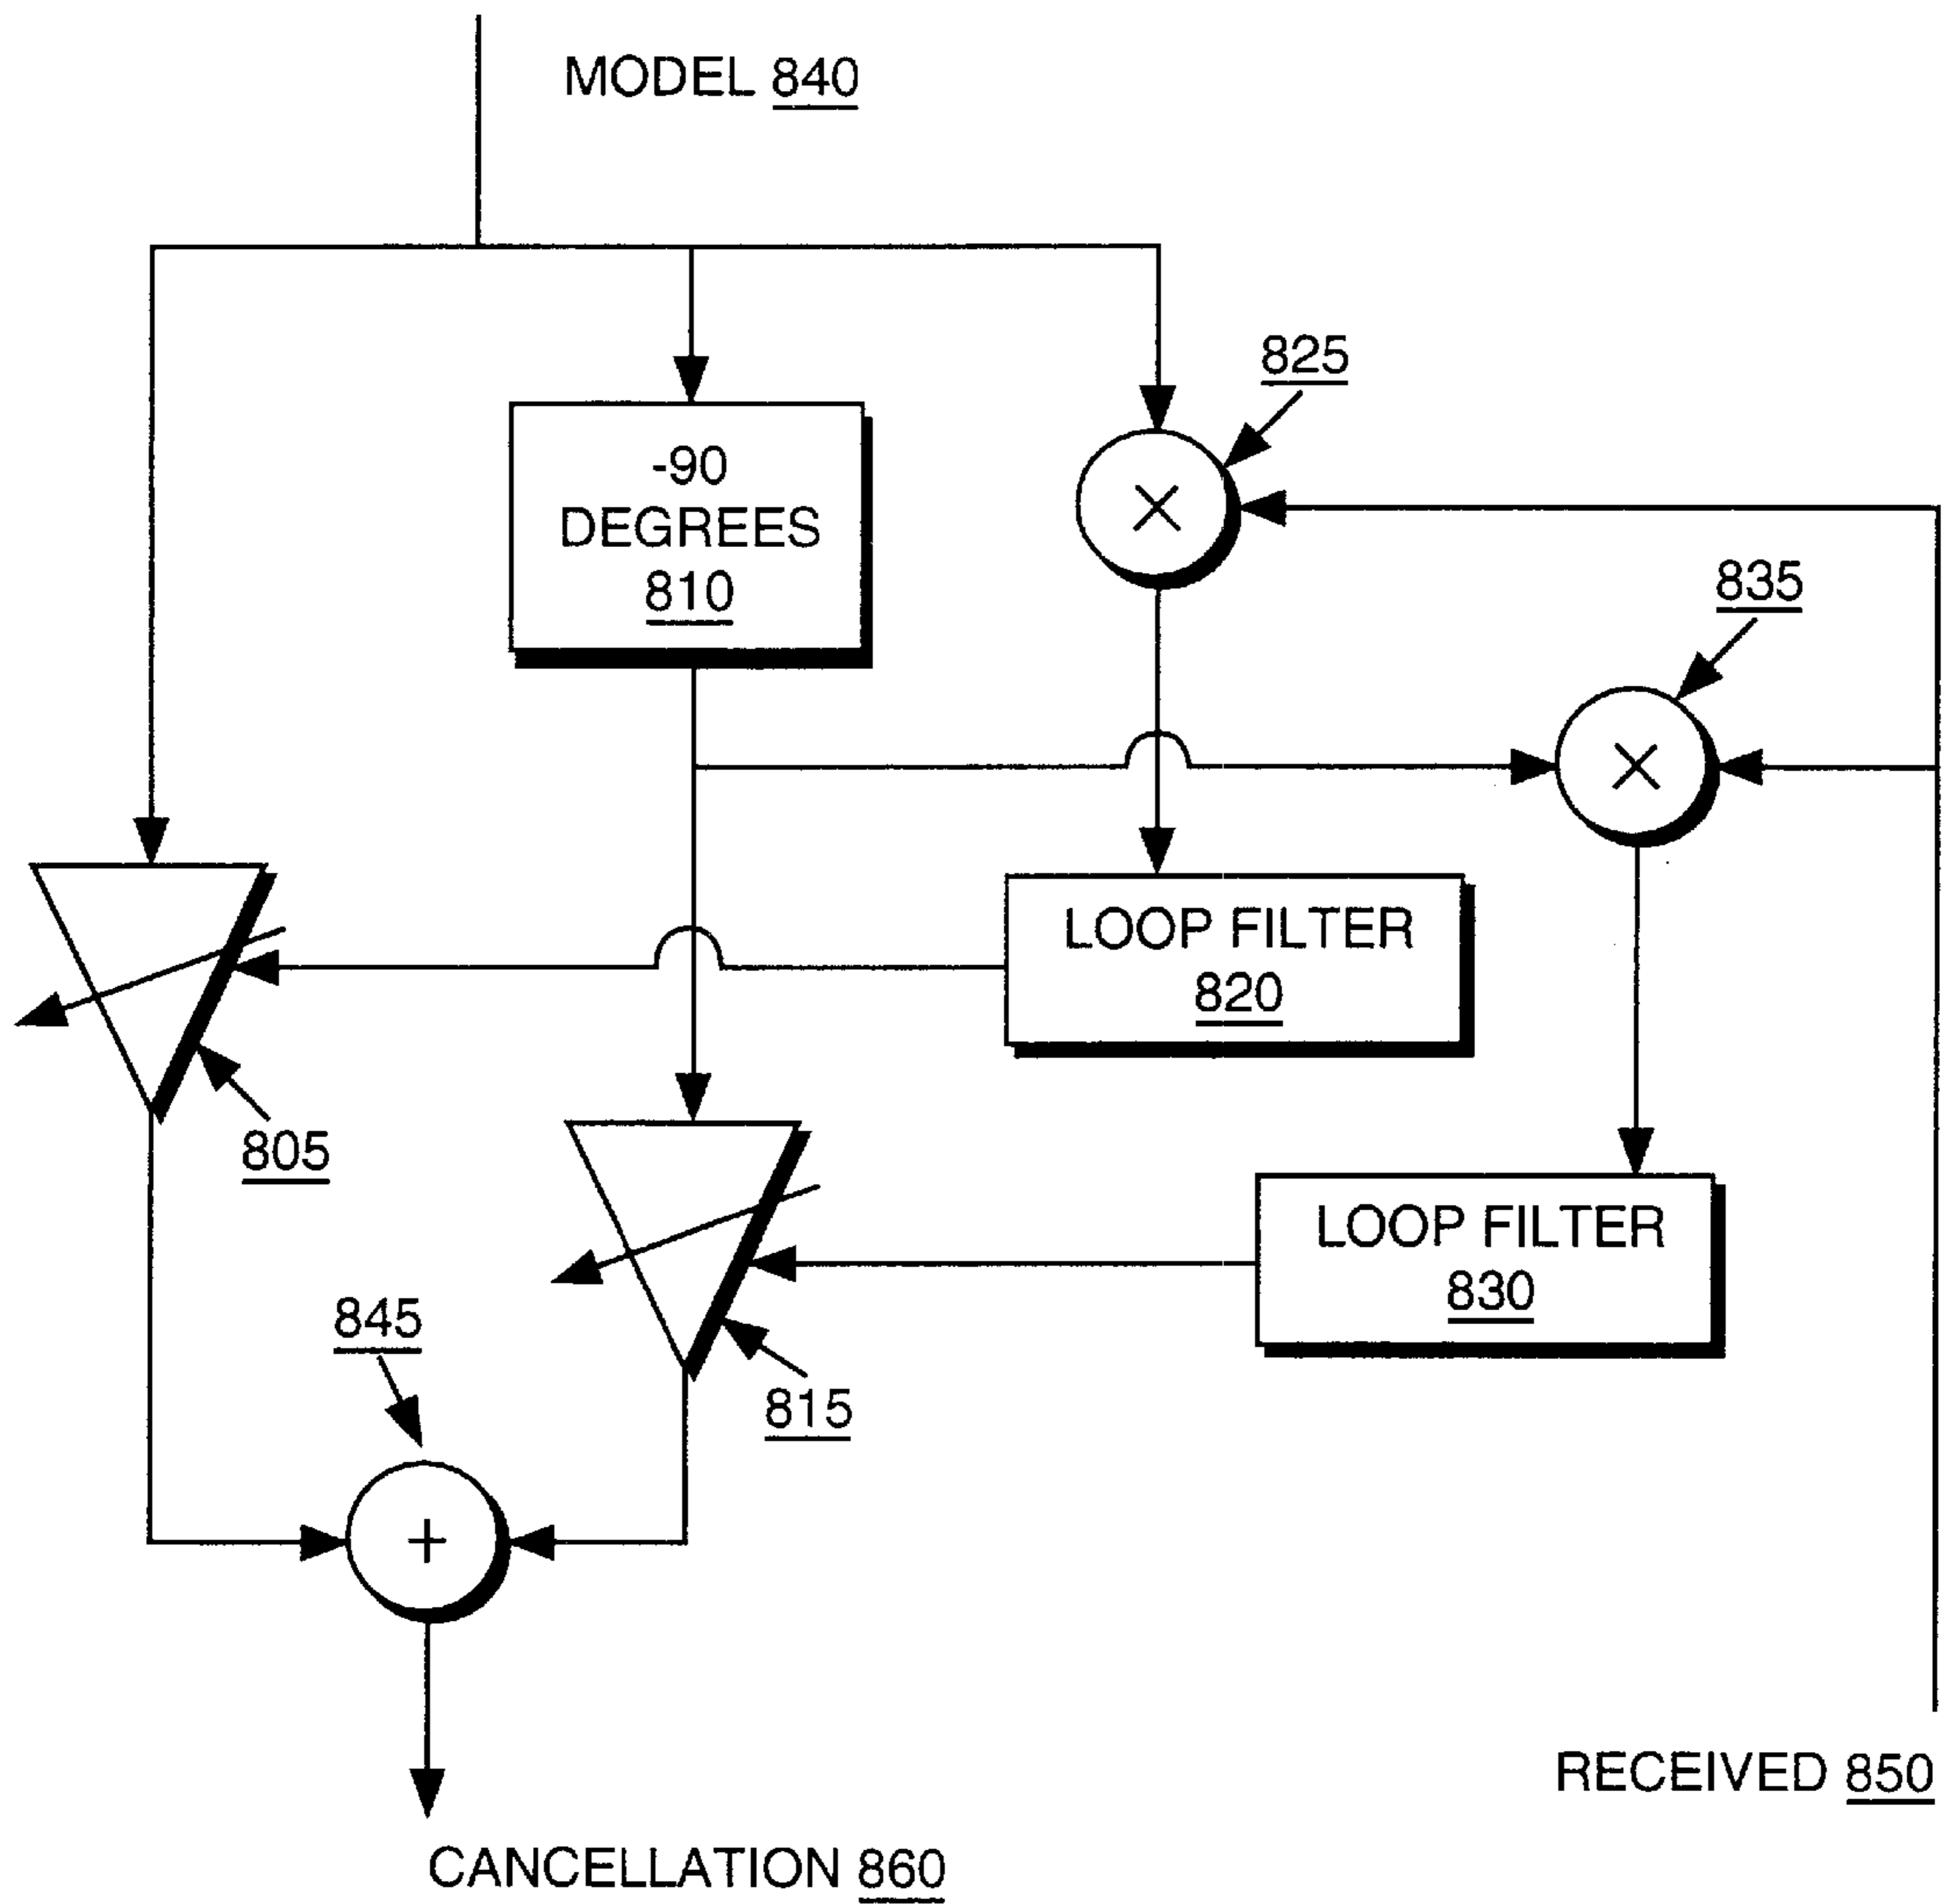 MODEL 840
825
-90
DEGREES
810
835
LOOP FILTER
820
805
LOOP FILTER
830
845
815
RECEIVED 850
CANCELLATION 860